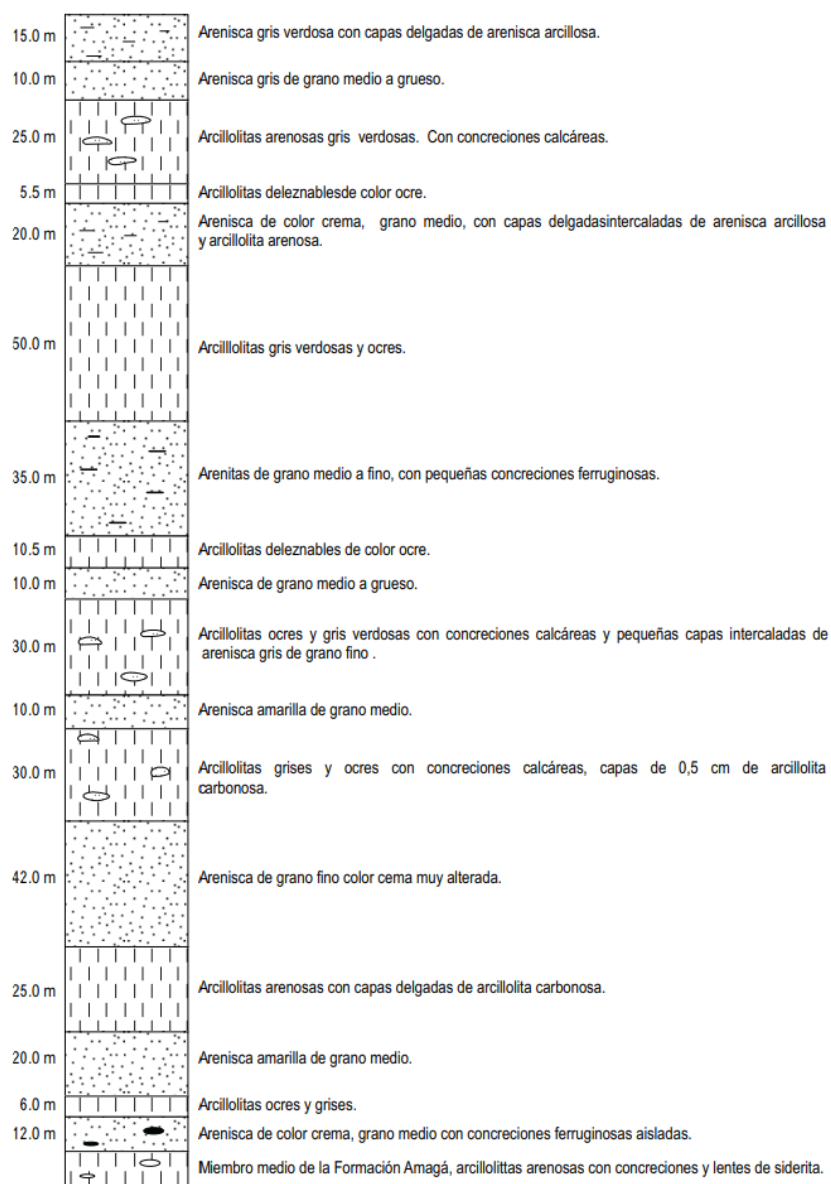 15.0 m Arenisca gris verdosa con capas delgadas de arenisca arcillosa.
10.0 m Arenisca gris de grano medio a grueso.
25.0 m Arcillolitas arenosas gris verdosas. Con concreciones calcáreas.
5.5 m Arcillolitas deleznablesde color ocre.
20.0 m Arenisca de color crema, grano medio, con capas delgadasintercaladas de arenisca arcillosa
y arcillolita arenosa.
50.0 m Arcilllolitas gris verdosas y ocres.
35.0 m Arenitas de grano medio a fino, con pequeñas concreciones ferruginosas.
10.5 m Arcillolitas deleznables de color ocre.
10.0 m Arenisca de grano medio a grueso.
30.0 m Arcillolitas ocres y gris verdosas con concreciones calcáreas y pequeñas capas intercaladas de
arenisca gris de grano fino .
10.0 m Arenisca amarilla de grano medio.
30.0 m Arcillolitas grises y ocres con concreciones calcáreas, capas de 0,5 cm de arcillolita
carbonosa.
42.0 m Arenisca de grano fino color cema muy alterada.
25.0 m Arcillolitas arenosas con capas delgadas de arcillolita carbonosa.
20.0 m Arenisca amarilla de grano medio.
6.0 m Arcillolitas ocres y grises.
12.0 m Arenisca de color crema, grano medio con concreciones ferruginosas aisladas.
Miembro medio de la Formación Amagá, arcillolittas arenosas con concreciones y lentes de siderita.